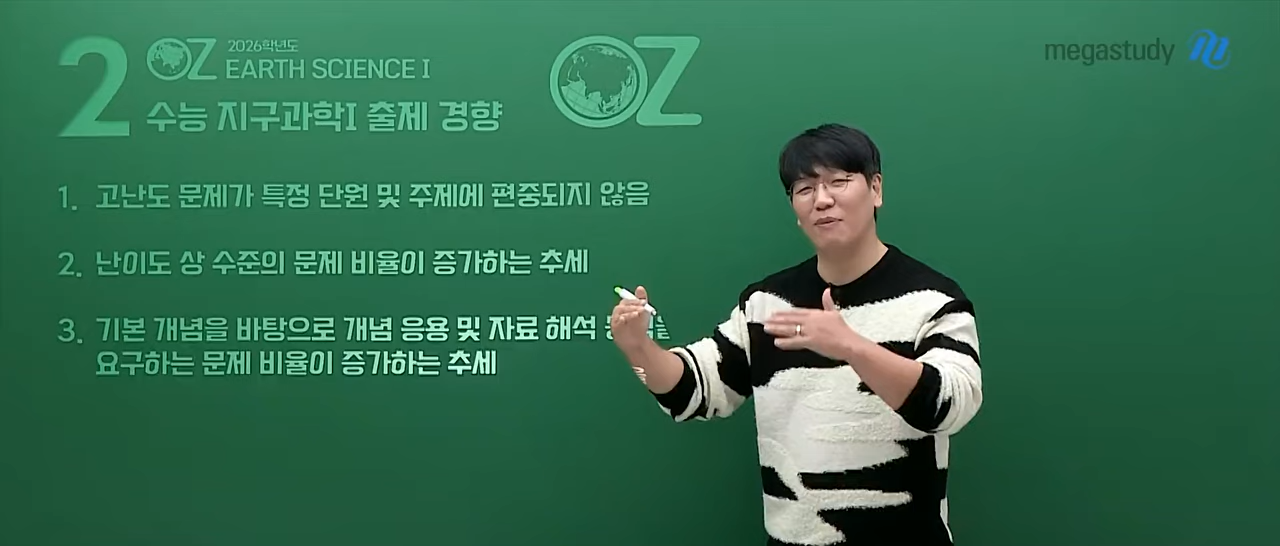 2
OZ 2026학년도
EARTH SCIENCE I
수능 지구과학I 출제 경향
OZ
megastudy
1. 고난도 문제가 특정 단원 및 주제에 편중되지 않음
2. 난이도 상 수준의 문제 비율이 증가하는 추세
3. 기본 개념을 바탕으로 개념 응용 및 자료 해석
요구하는 문제 비율이 증가하는 추세